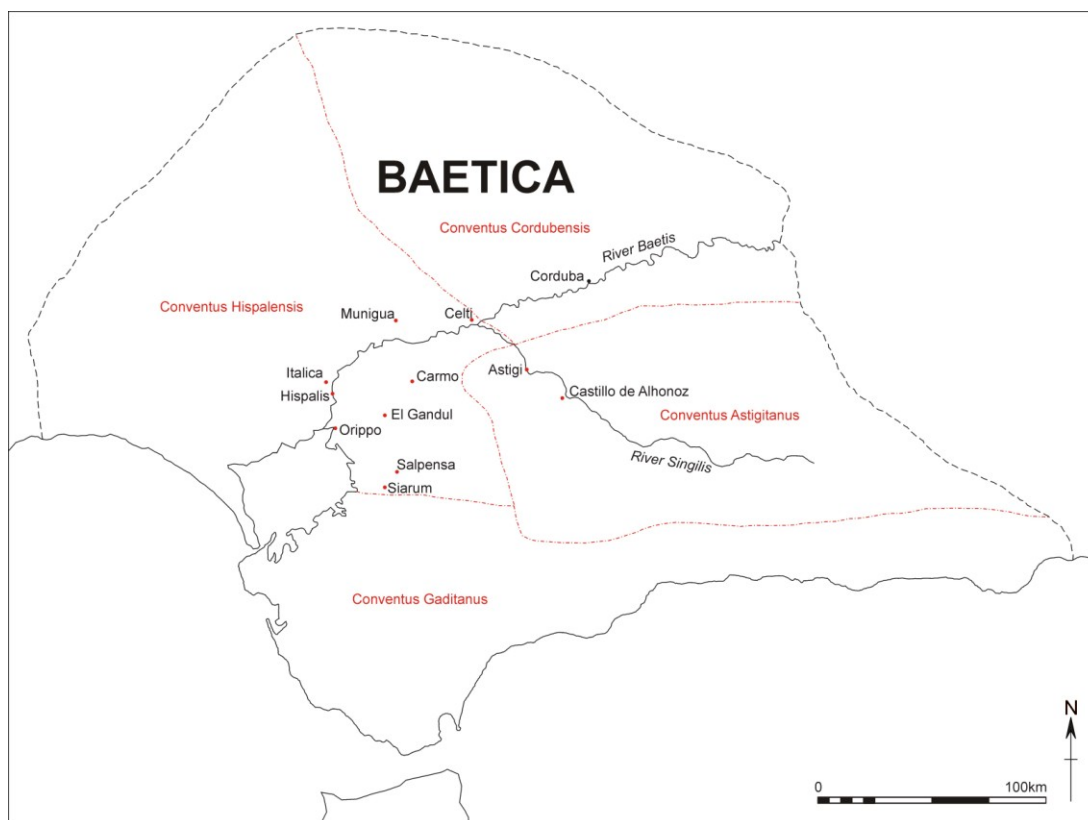 BAETICA
Conventus Cordubensis
River Baetis
Corduba
Conventus Hispalensis
Munigua
Celti
Italica
Carmo
Astigi
Hispalis
Castillo de Alhonoz
El Gandul
Conventus Astigitanus
Orippo
River Singilis
Salpensa
Siarum
Conventus Gaditanus
N
0 100km